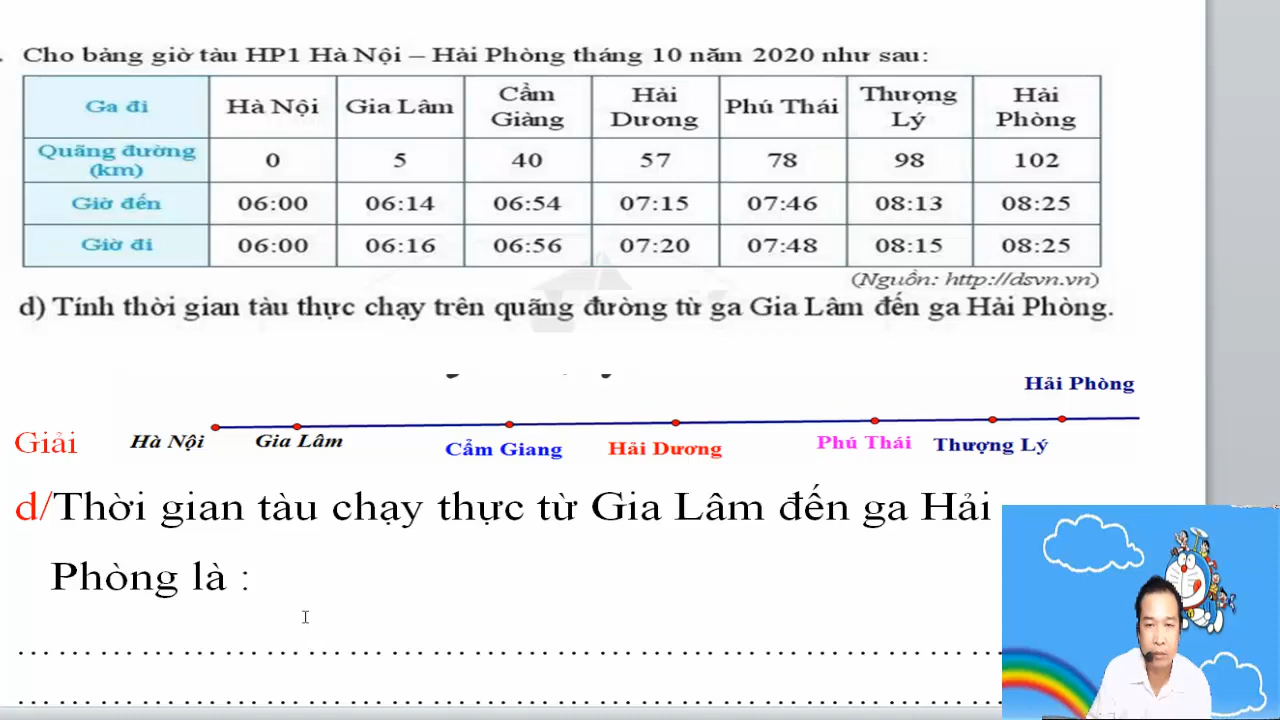 . Cho bảng giờ tàu HP1 Hà Nội – Hải Phòng tháng 10 năm 2020 như sau:
Ga đi Hà Nội Gia Lâm Cẩm Giàng Hải Dương Phú Thái Thượng Lý Hải Phòng
Quãng đường (km) 0 5 40 57 78 98 102
Giờ đến 06:00 06:14 06:54 07:15 07:46 08:13 08:25
Giờ đi 06:00 06:16 06:56 07:20 07:48 08:15 08:25
(Nguồn: http://dsvn.vn)
d) Tính thời gian tàu thực chạy trên quãng đường từ ga Gia Lâm đến ga Hải Phòng.
Hải Phòng
Giải Hà Nội Gia Lâm Cẩm Giang Hải Dương Phú Thái Thượng Lý
d/Thời gian tàu chạy thực từ Gia Lâm đến ga Hải
Phòng là :